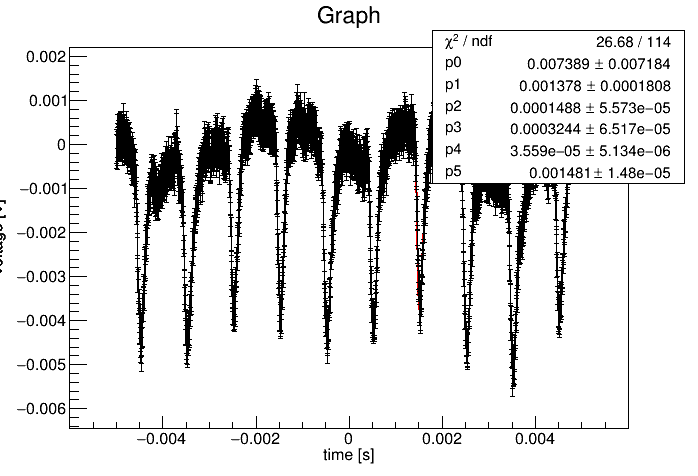 Graph
χ² / ndf 26.68 / 114
p0 0.007389 ± 0.007184
p1 0.001378 ± 0.0001808
p2 0.0001488 ± 5.573e−05
p3 0.0003244 ± 6.517e−05
p4 3.559e−05 ± 5.134e−06
p5 0.001481 ± 1.48e−05
0.002
0.001
0
−0.001
−0.002
−0.003
−0.004
−0.005
−0.006
−0.004 −0.002 0 0.002 0.004
time [s]